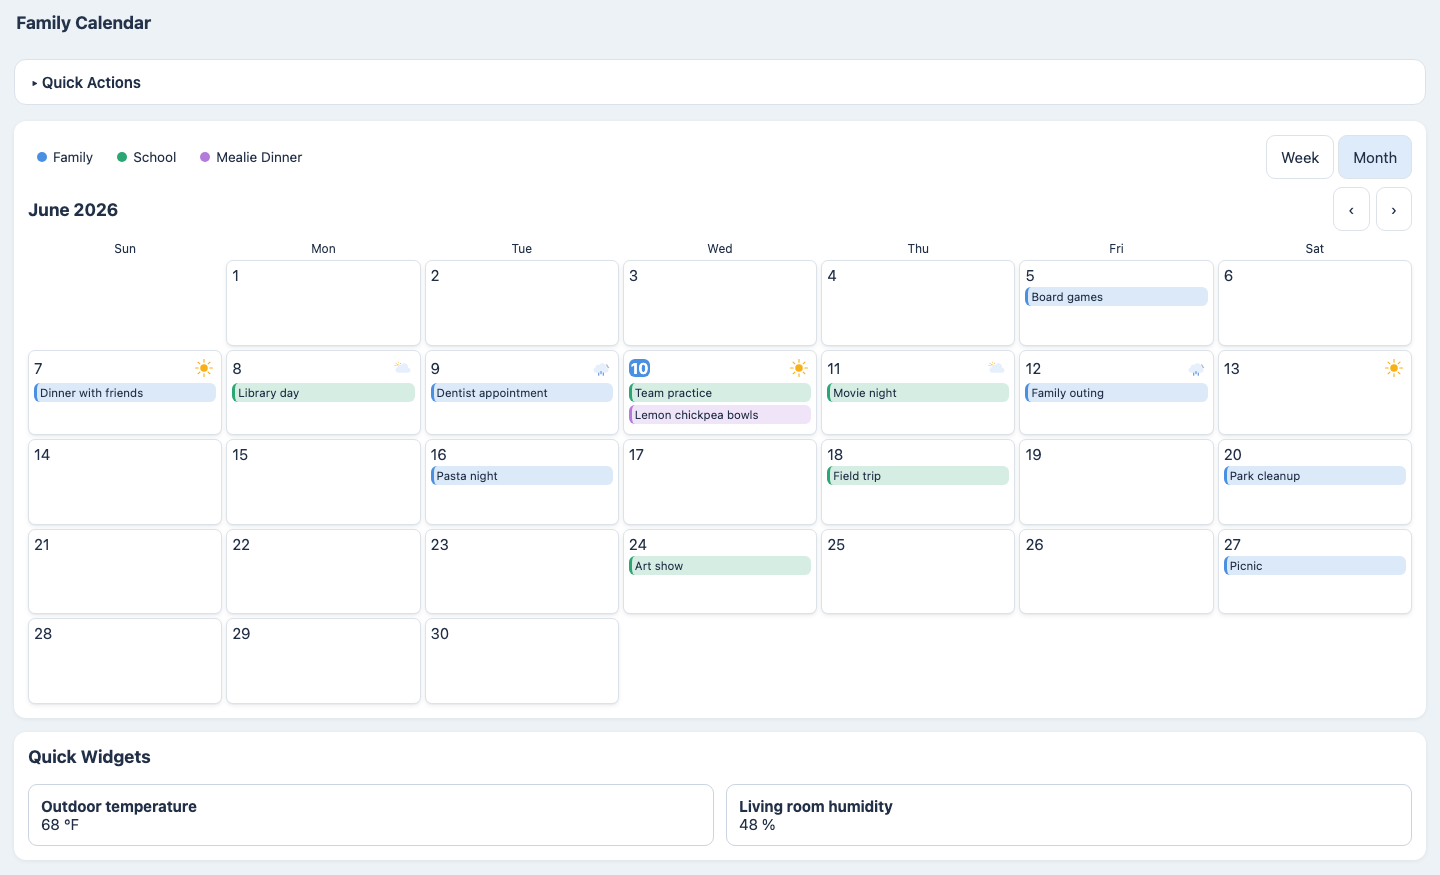 Family Calendar
▸ Quick Actions
Family School Mealie Dinner
Week Month
June 2026
‹ ›
Sun Mon Tue Wed Thu Fri Sat
1 2 3 4 5 6
Board games
7 8 9 10 11 12 13
Dinner with friends Library day Dentist appointment Team practice Movie night Family outing
Lemon chickpea bowls
14 15 16 17 18 19 20
Pasta night Field trip Park cleanup
21 22 23 24 25 26 27
Art show Picnic
28 29 30
Quick Widgets
Outdoor temperature Living room humidity
68 °F 48 %